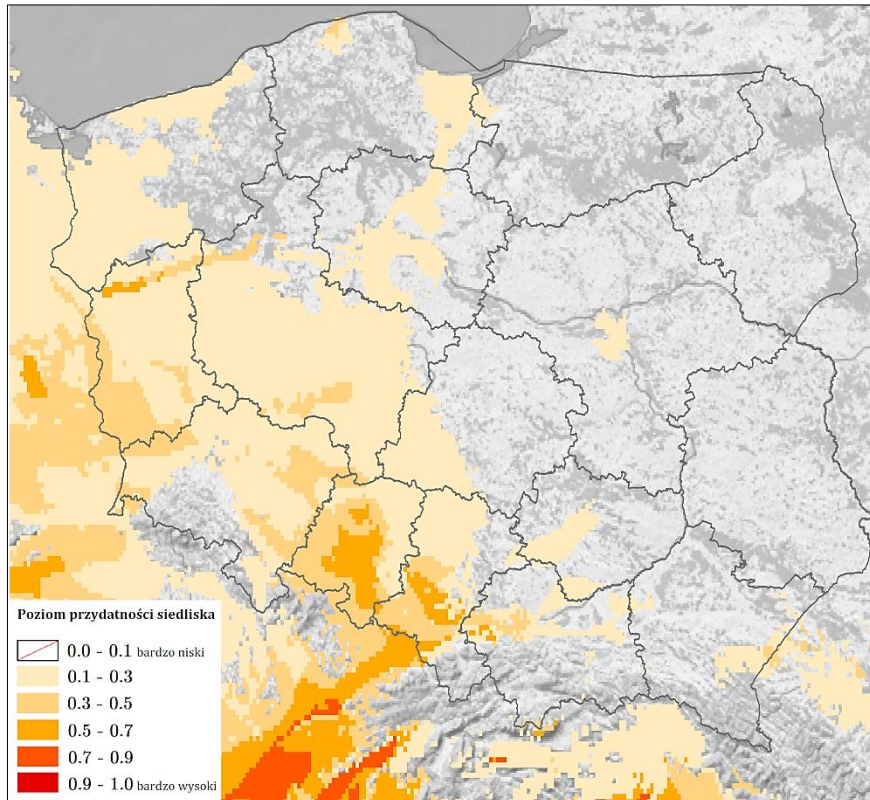 Poziom przydatności siedliska
0.0 - 0.1 bardzo niski
0.1 - 0.3
0.3 - 0.5
0.5 - 0.7
0.7 - 0.9
0.9 - 1.0 bardzo wysoki